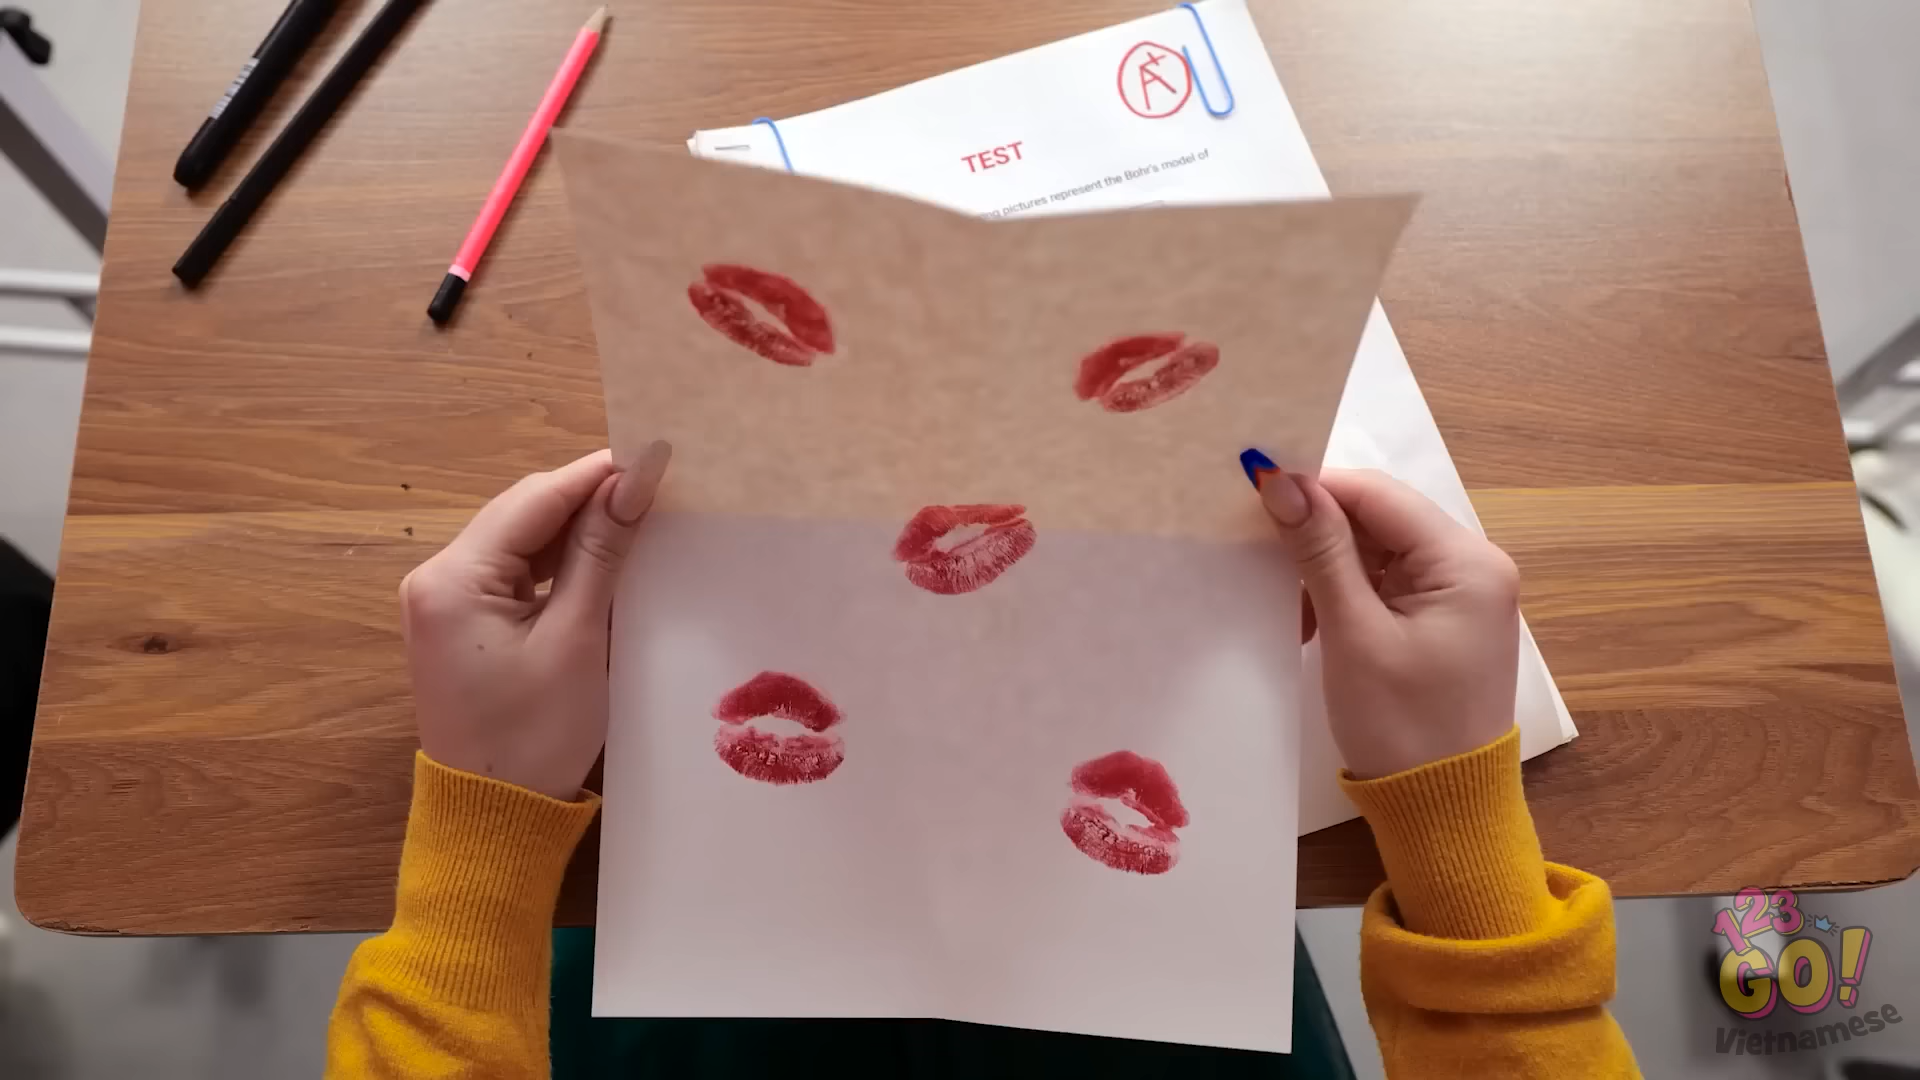 A+
TEST
pictures represent the Bohr's model of
123
GO!
Vietnamese